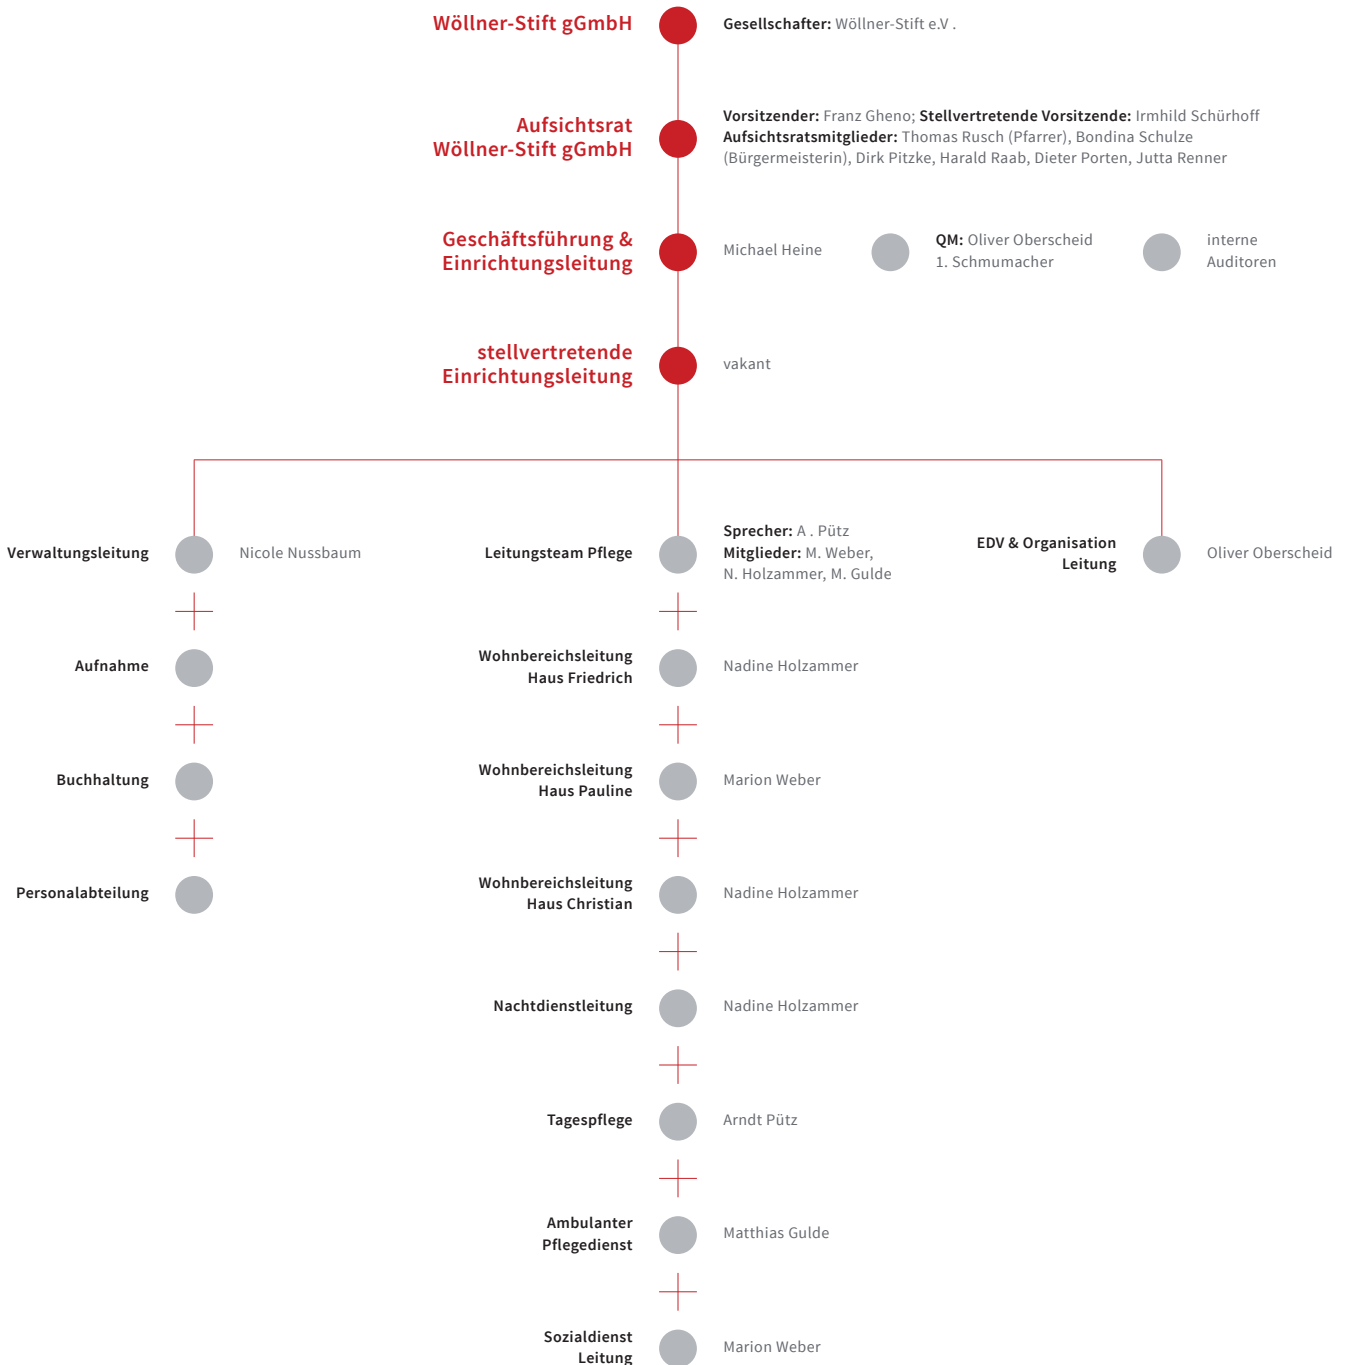 Wöllner-Stift gGmbH
Gesellschafter: Wöllner-Stift e.V .
Aufsichtsrat
Wöllner-Stift gGmbH
Vorsitzender: Franz Gheno; Stellvertretende Vorsitzende: Irmhild Schürhoff
Aufsichtsratsmitglieder: Thomas Rusch (Pfarrer), Bondina Schulze
(Bürgermeisterin), Dirk Pitzke, Harald Raab, Dieter Porten, Jutta Renner
Geschäftsführung &
Einrichtungsleitung
Michael Heine
QM: Oliver Oberscheid
1. Schmumacher
interne
Auditoren
stellvertretende
Einrichtungsleitung
vakant
Verwaltungsleitung
Nicole Nussbaum
Leitungsteam Pflege
Sprecher: A . Pütz
Mitglieder: M. Weber,
N. Holzammer, M. Gulde
EDV & Organisation
Leitung
Oliver Oberscheid
Aufnahme
Wohnbereichsleitung
Haus Friedrich
Nadine Holzammer
Buchhaltung
Wohnbereichsleitung
Haus Pauline
Marion Weber
Personalabteilung
Wohnbereichsleitung
Haus Christian
Nadine Holzammer
Nachtdienstleitung
Nadine Holzammer
Tagespflege
Arndt Pütz
Ambulanter
Pflegedienst
Matthias Gulde
Sozialdienst
Leitung
Marion Weber